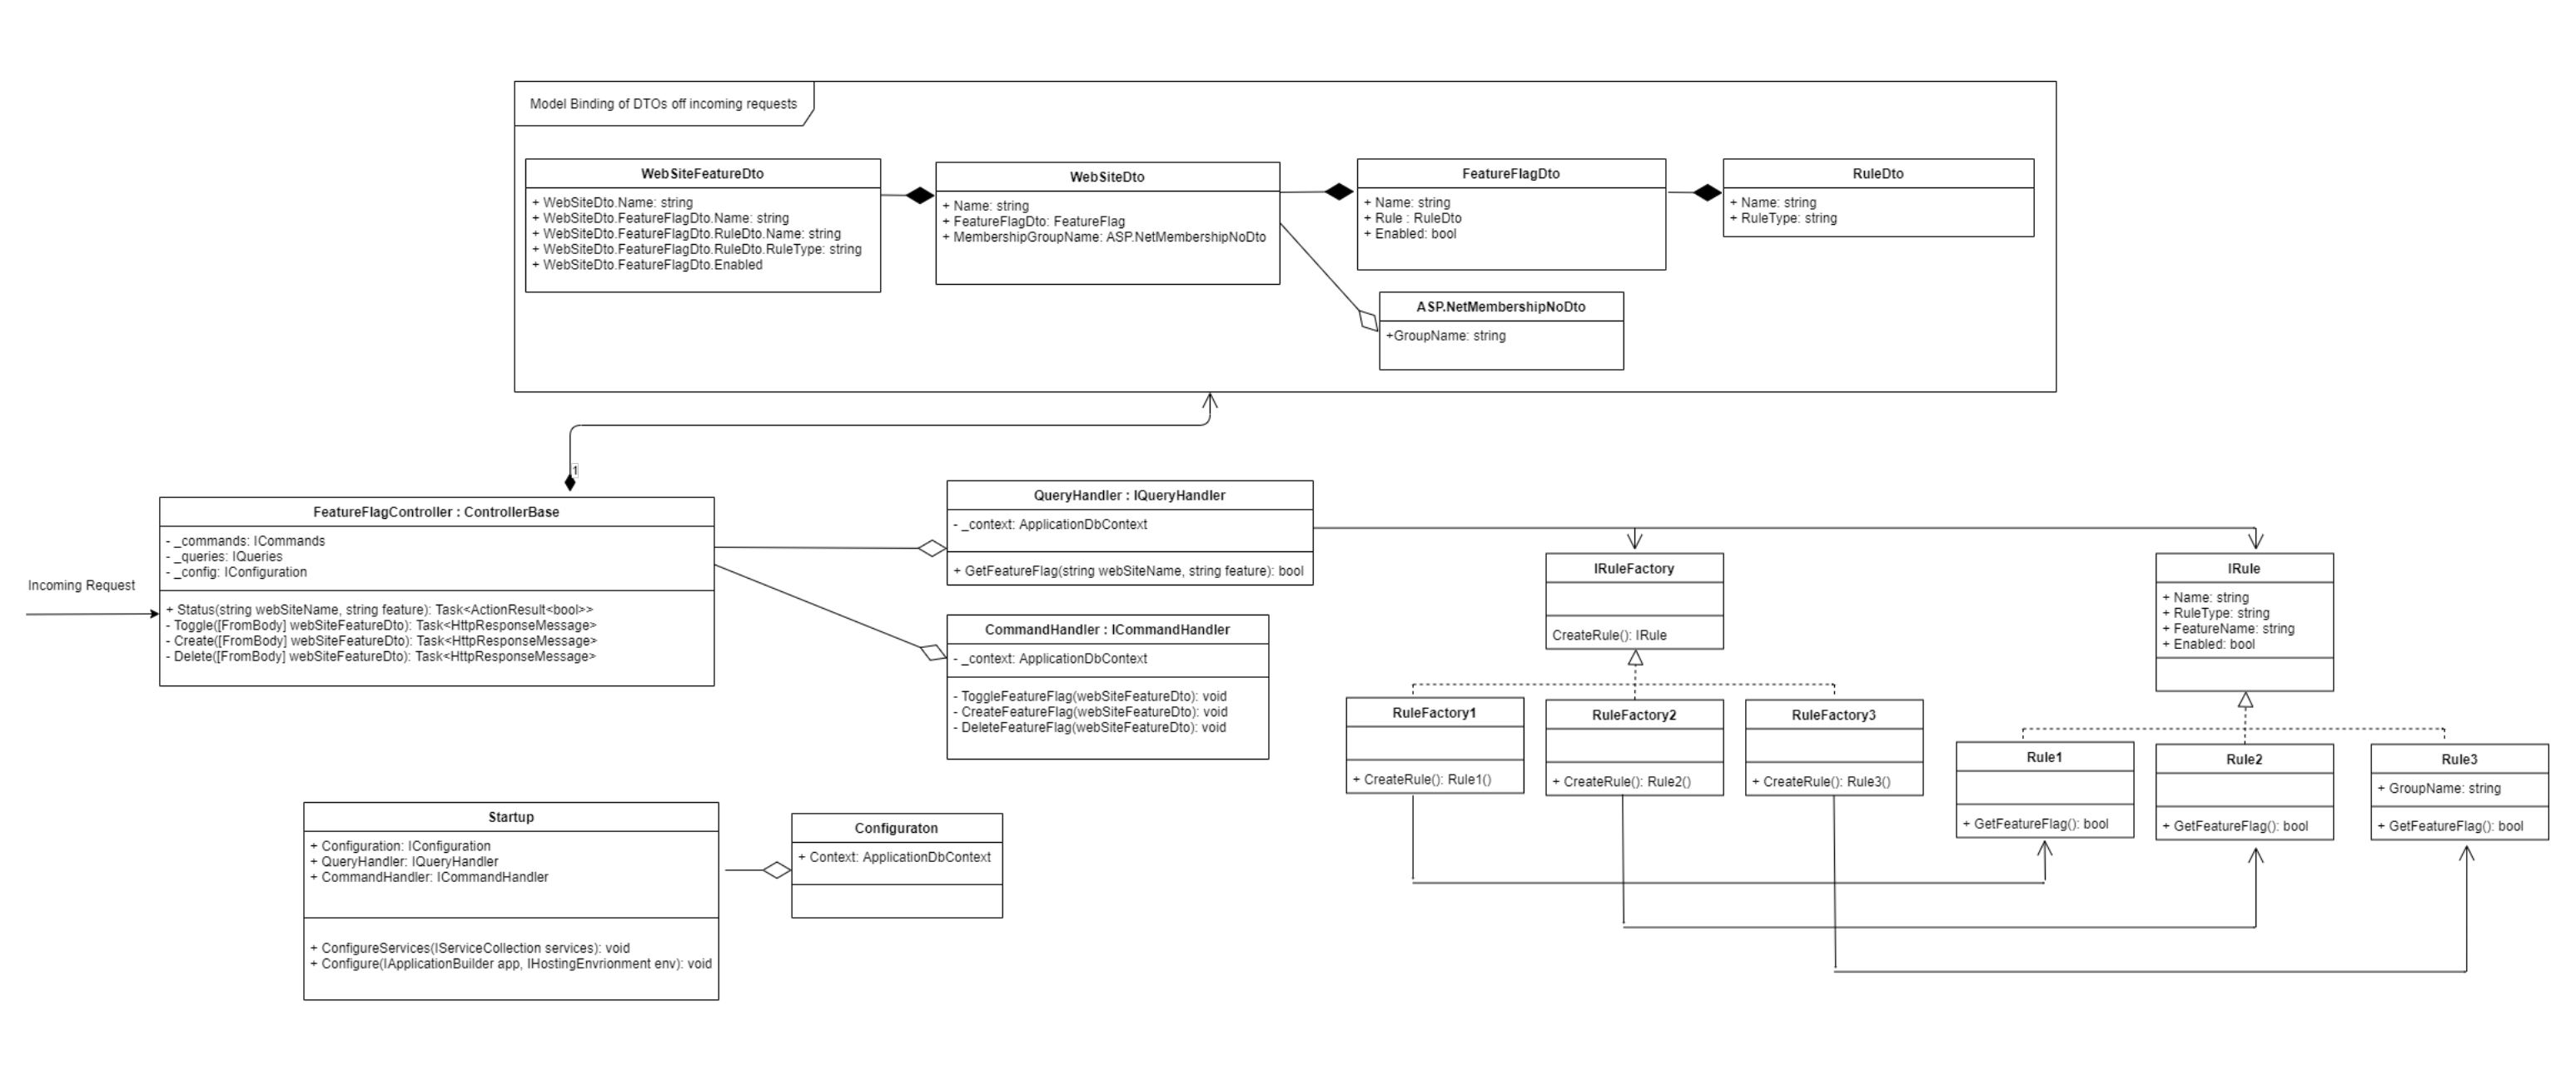 Model Binding of DTOs off incoming requests
WebSiteFeatureDto
+ WebSiteDto.Name: string
+ WebSiteDto.FeatureFlagDto.Name: string
+ WebSiteDto.FeatureFlagDto.RuleDto.Name: string
+ WebSiteDto.FeatureFlagDto.RuleDto.RuleType: string
+ WebSiteDto.FeatureFlagDto.Enabled
WebSiteDto
+ Name: string
+ FeatureFlagDto: FeatureFlag
+ MembershipGroupName: ASP.NetMembershipNoDto
FeatureFlagDto
+ Name: string
+ Rule : RuleDto
+ Enabled: bool
RuleDto
+ Name: string
+ RuleType: string
ASP.NetMembershipNoDto
+GroupName: string
1
Incoming Request
FeatureFlagController : ControllerBase
- _commands: ICommands
- _queries: IQueries
- _config: IConfiguration
+ Status(string webSiteName, string feature): Task<ActionResult<bool>>
- Toggle([FromBody] webSiteFeatureDto): Task<HttpResponseMessage>
- Create([FromBody] webSiteFeatureDto): Task<HttpResponseMessage>
- Delete([FromBody] webSiteFeatureDto): Task<HttpResponseMessage>
QueryHandler : IQueryHandler
- _context: ApplicationDbContext
+ GetFeatureFlag(string webSiteName, string feature): bool
CommandHandler : ICommandHandler
- _context: ApplicationDbContext
- ToggleFeatureFlag(webSiteFeatureDto): void
- CreateFeatureFlag(webSiteFeatureDto): void
- DeleteFeatureFlag(webSiteFeatureDto): void
IRuleFactory
CreateRule(): IRule
IRule
+ Name: string
+ RuleType: string
+ FeatureName: string
+ Enabled: bool
RuleFactory1
+ CreateRule(): Rule1()
RuleFactory2
+ CreateRule(): Rule2()
RuleFactory3
+ CreateRule(): Rule3()
Rule1
+ GetFeatureFlag(): bool
Rule2
+ GetFeatureFlag(): bool
Rule3
+ GroupName: string
+ GetFeatureFlag(): bool
Startup
+ Configuration: IConfiguration
+ QueryHandler: IQueryHandler
+ CommandHandler: ICommandHandler
+ ConfigureServices(IServiceCollection services): void
+ Configure(IApplicationBuilder app, IHostingEnvrionment env): void
Configuraton
+ Context: ApplicationDbContext